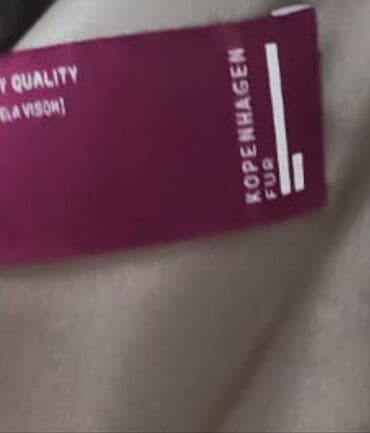 Y QUALITY
ELA VISON]
KOPENHAGEN
FUR